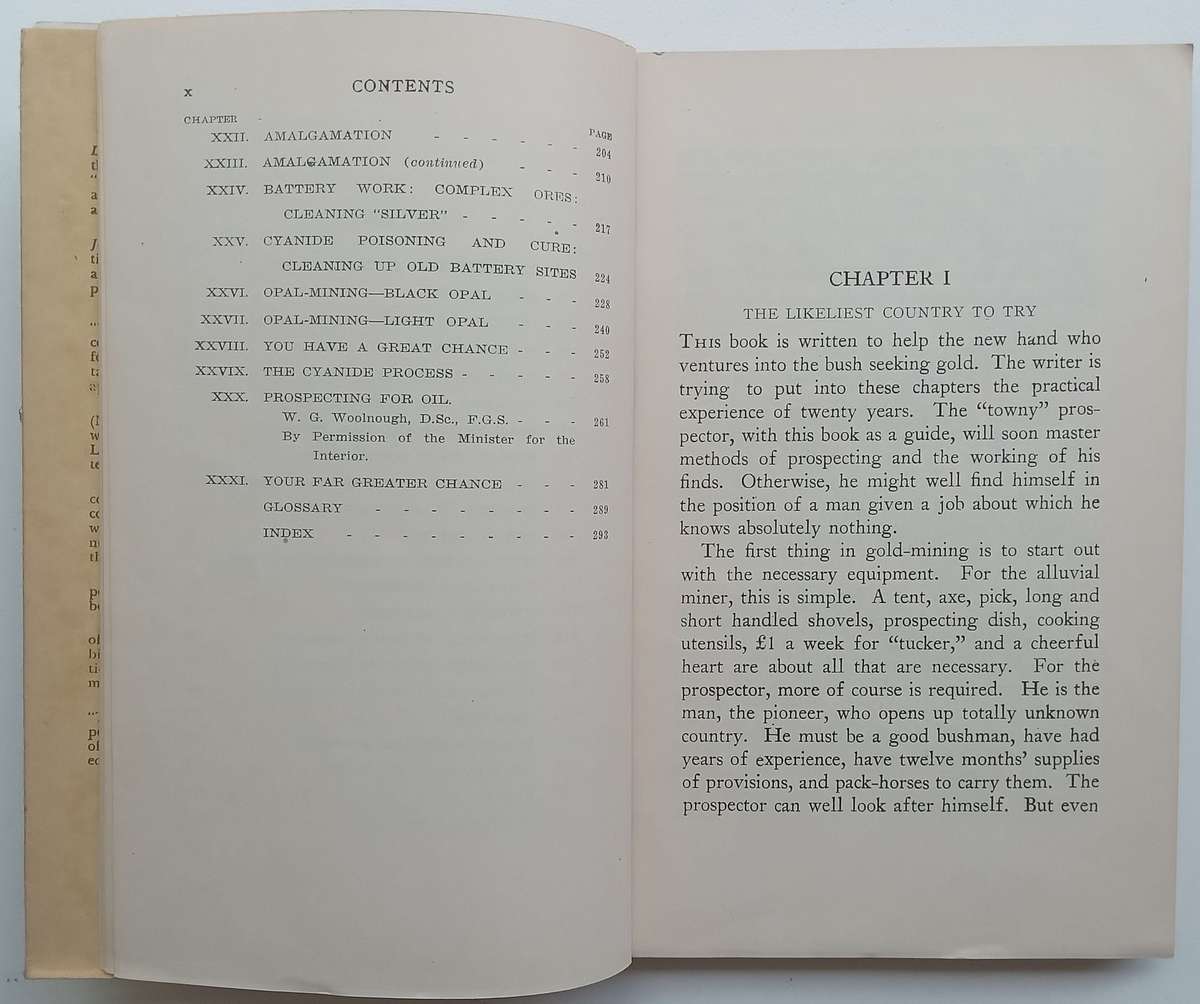 x
CONTENTS
CHAPTER
PAGE
XXII. AMALGAMATION - - - - - - 204
XXIII. AMALGAMATION (continued) - - - 210
XXIV. BATTERY WORK: COMPLEX ORES:
CLEANING "SILVER" - - - - - 217
XXV. CYANIDE POISONING AND CURE:
CLEANING UP OLD BATTERY SITES 224
XXVI. OPAL-MINING—BLACK OPAL - - - 228
XXVII. OPAL-MINING—LIGHT OPAL - - - 240
XXVIII. YOU HAVE A GREAT CHANCE - - - 252
XXVIX. THE CYANIDE PROCESS - - - - - 258
XXX. PROSPECTING FOR OIL.
W. G. Woolnough, D.Sc., F.G.S. - - - 261
By Permission of the Minister for the
Interior.
XXXI. YOUR FAR GREATER CHANCE - - - 281
GLOSSARY - - - - - - - - 289
INDEX - - - - - - - - - 293
CHAPTER I
THE LIKELIEST COUNTRY TO TRY
THIS book is written to help the new hand who
ventures into the bush seeking gold. The writer is
trying to put into these chapters the practical
experience of twenty years. The "towny" pros-
pector, with this book as a guide, will soon master
methods of prospecting and the working of his
finds. Otherwise, he might well find himself in
the position of a man given a job about which he
knows absolutely nothing.
The first thing in gold-mining is to start out
with the necessary equipment. For the alluvial
miner, this is simple. A tent, axe, pick, long and
short handled shovels, prospecting dish, cooking
utensils, £1 a week for "tucker," and a cheerful
heart are about all that are necessary. For the
prospector, more of course is required. He is the
man, the pioneer, who opens up totally unknown
country. He must be a good bushman, have had
years of experience, have twelve months' supplies
of provisions, and pack-horses to carry them. The
prospector can well look after himself. But even